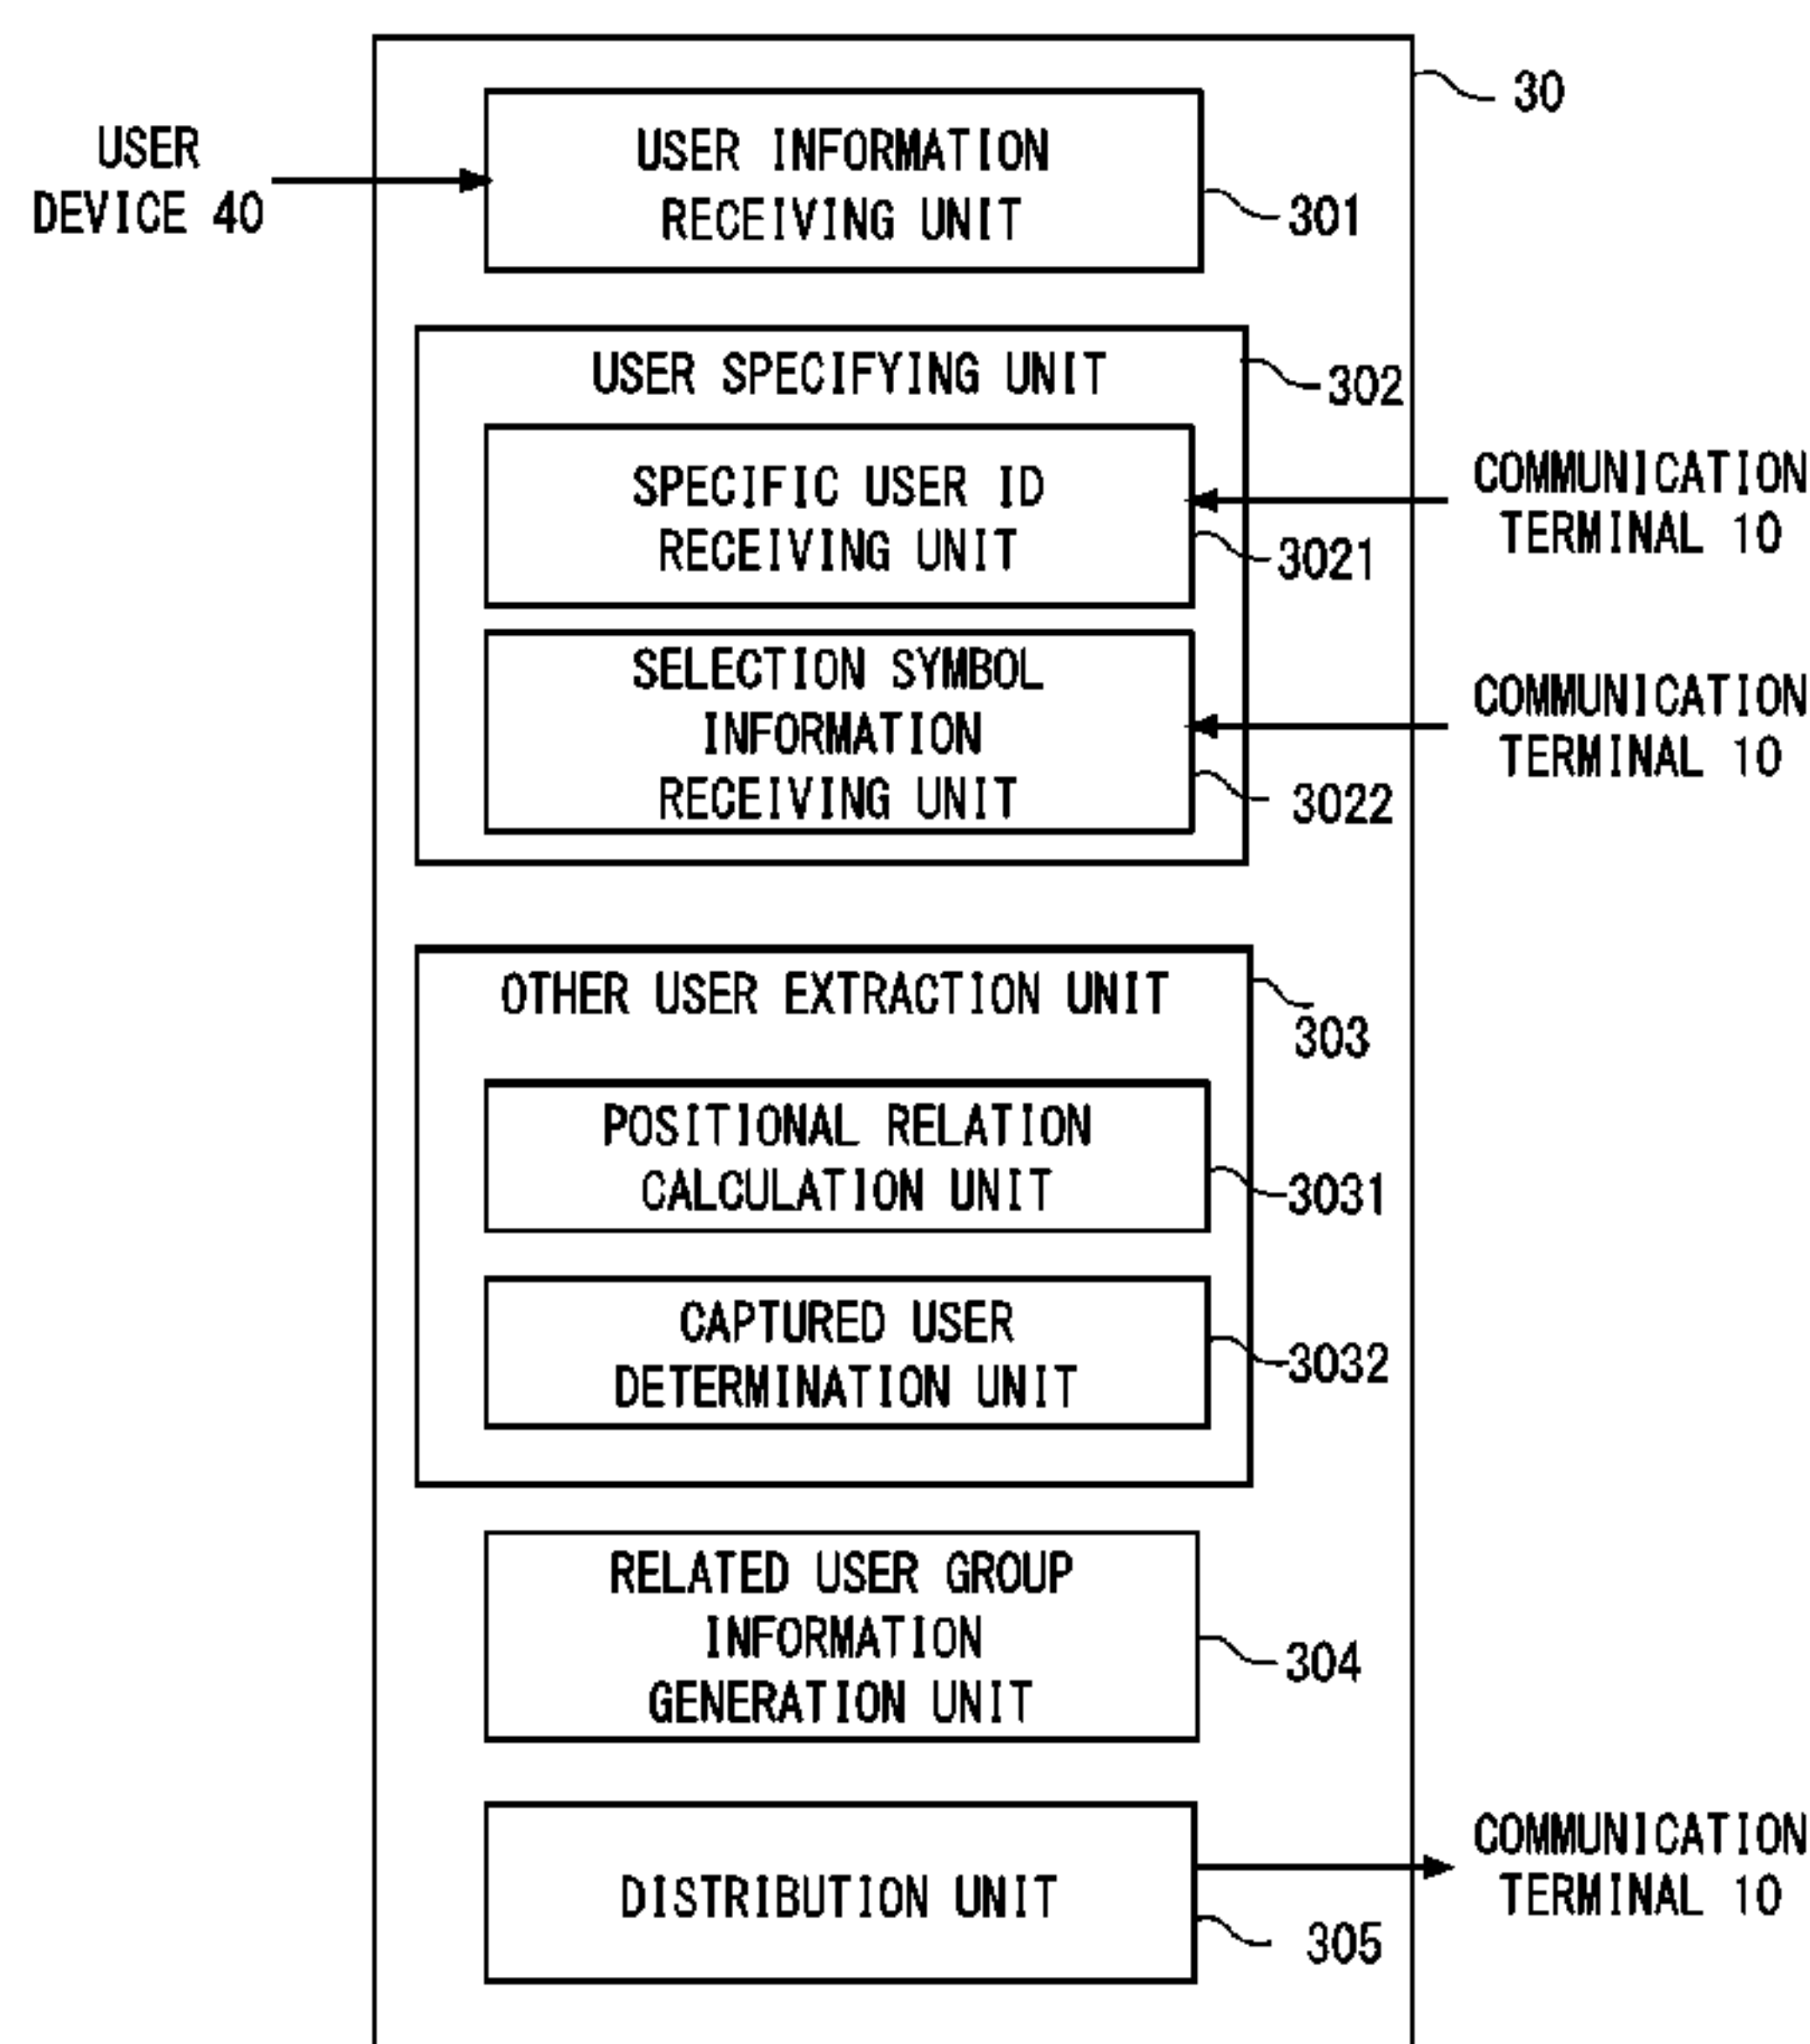 30
USER
DEVICE 40
USER INFORMATION
RECEIVING UNIT
301
USER SPECIFYING UNIT
302
SPECIFIC USER ID
RECEIVING UNIT
3021
COMMUNICATION
TERMINAL 10
SELECTION SYMBOL
INFORMATION
RECEIVING UNIT
3022
COMMUNICATION
TERMINAL 10
OTHER USER EXTRACTION UNIT
303
POSITIONAL RELATION
CALCULATION UNIT
3031
CAPTURED USER
DETERMINATION UNIT
3032
RELATED USER GROUP
INFORMATION
GENERATION UNIT
304
DISTRIBUTION UNIT
305
COMMUNICATION
TERMINAL 10